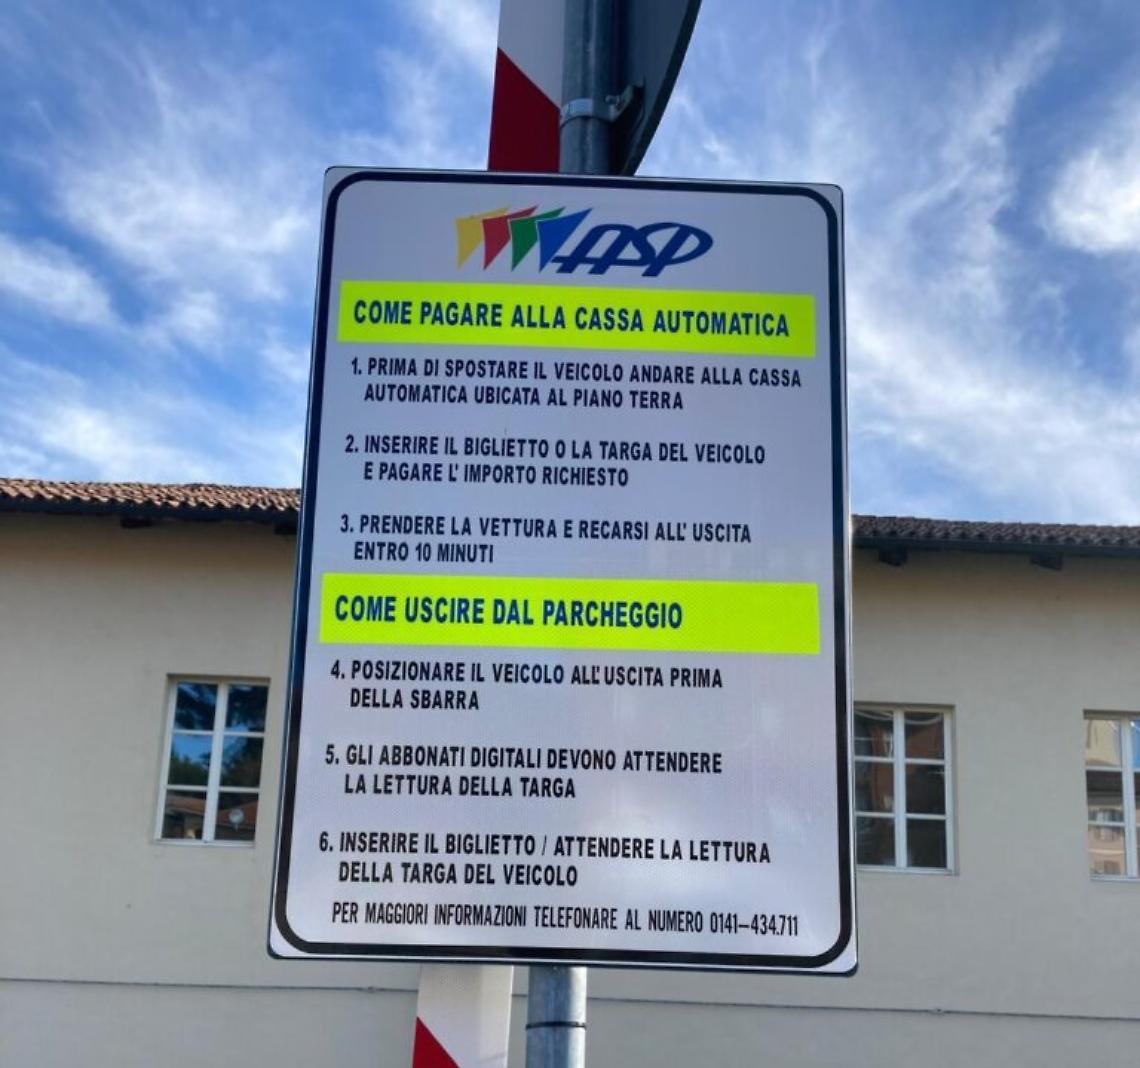 ASP
COME PAGARE ALLA CASSA AUTOMATICA
1. PRIMA DI SPOSTARE IL VEICOLO ANDARE ALLA CASSA
AUTOMATICA UBICATA AL PIANO TERRA
2. INSERIRE IL BIGLIETTO O LA TARGA DEL VEICOLO
E PAGARE L' IMPORTO RICHIESTO
3. PRENDERE LA VETTURA E RECARSI ALL' USCITA
ENTRO 10 MINUTI
COME USCIRE DAL PARCHEGGIO
4. POSIZIONARE IL VEICOLO ALL'USCITA PRIMA
DELLA SBARRA
5. GLI ABBONATI DIGITALI DEVONO ATTENDERE
LA LETTURA DELLA TARGA
6. INSERIRE IL BIGLIETTO / ATTENDERE LA LETTURA
DELLA TARGA DEL VEICOLO
PER MAGGIORI INFORMAZIONI TELEFONARE AL NUMERO 0141-434.711